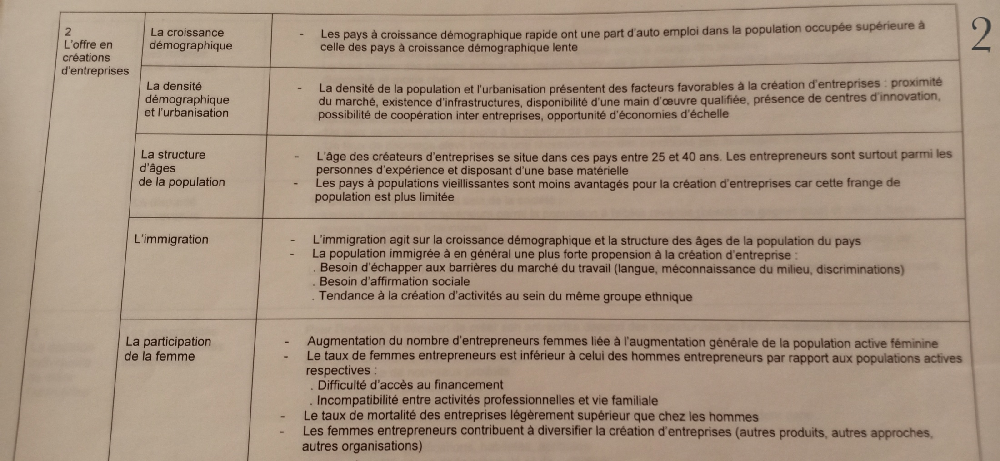 2
L'offre en
créations
d'entreprises
La croissance
démographique
- Les pays à croissance démographique rapide ont une part d'auto emploi dans la population occupée supérieure à
celle des pays à croissance démographique lente
2
La densité
démographique
et l'urbanisation
- La densité de la population et l'urbanisation présentent des facteurs favorables à la création d'entreprises : proximité
du marché, existence d'infrastructures, disponibilité d'une main d'œuvre qualifiée, présence de centres d'innovation,
possibilité de coopération inter entreprises, opportunité d'économies d'échelle
La structure
d'âges
de la population
- L'âge des créateurs d'entreprises se situe dans ces pays entre 25 et 40 ans. Les entrepreneurs sont surtout parmi les
personnes d'expérience et disposant d'une base matérielle
- Les pays à populations vieillissantes sont moins avantagés pour la création d'entreprises car cette frange de
population est plus limitée
L'immigration
- L'immigration agit sur la croissance démographique et la structure des âges de la population du pays
- La population immigrée à en général une plus forte propension à la création d'entreprise :
. Besoin d'échapper aux barrières du marché du travail (langue, méconnaissance du milieu, discriminations)
. Besoin d'affirmation sociale
. Tendance à la création d'activités au sein du même groupe ethnique
La participation
de la femme
- Augmentation du nombre d'entrepreneurs femmes liée à l'augmentation générale de la population active féminine
- Le taux de femmes entrepreneurs est inférieur à celui des hommes entrepreneurs par rapport aux populations actives
respectives :
. Difficulté d'accès au financement
. Incompatibilité entre activités professionnelles et vie familiale
- Le taux de mortalité des entreprises légèrement supérieur que chez les hommes
- Les femmes entrepreneurs contribuent à diversifier la création d'entreprises (autres produits, autres approches,
autres organisations)